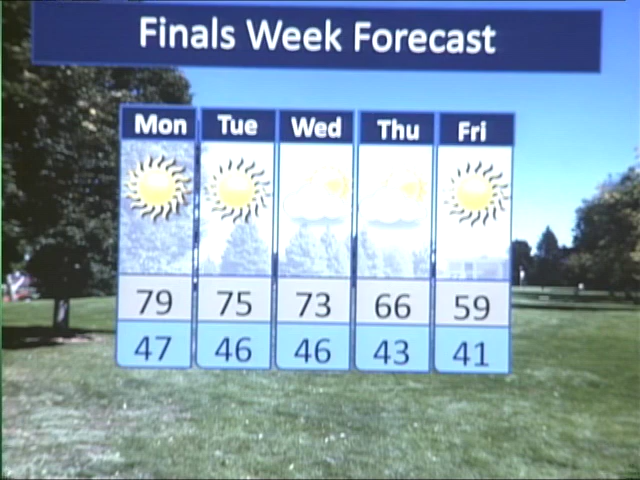 Finals Week Forecast
Mon Tue Wed Thu Fri
79 75 73 66 59
47 46 46 43 41